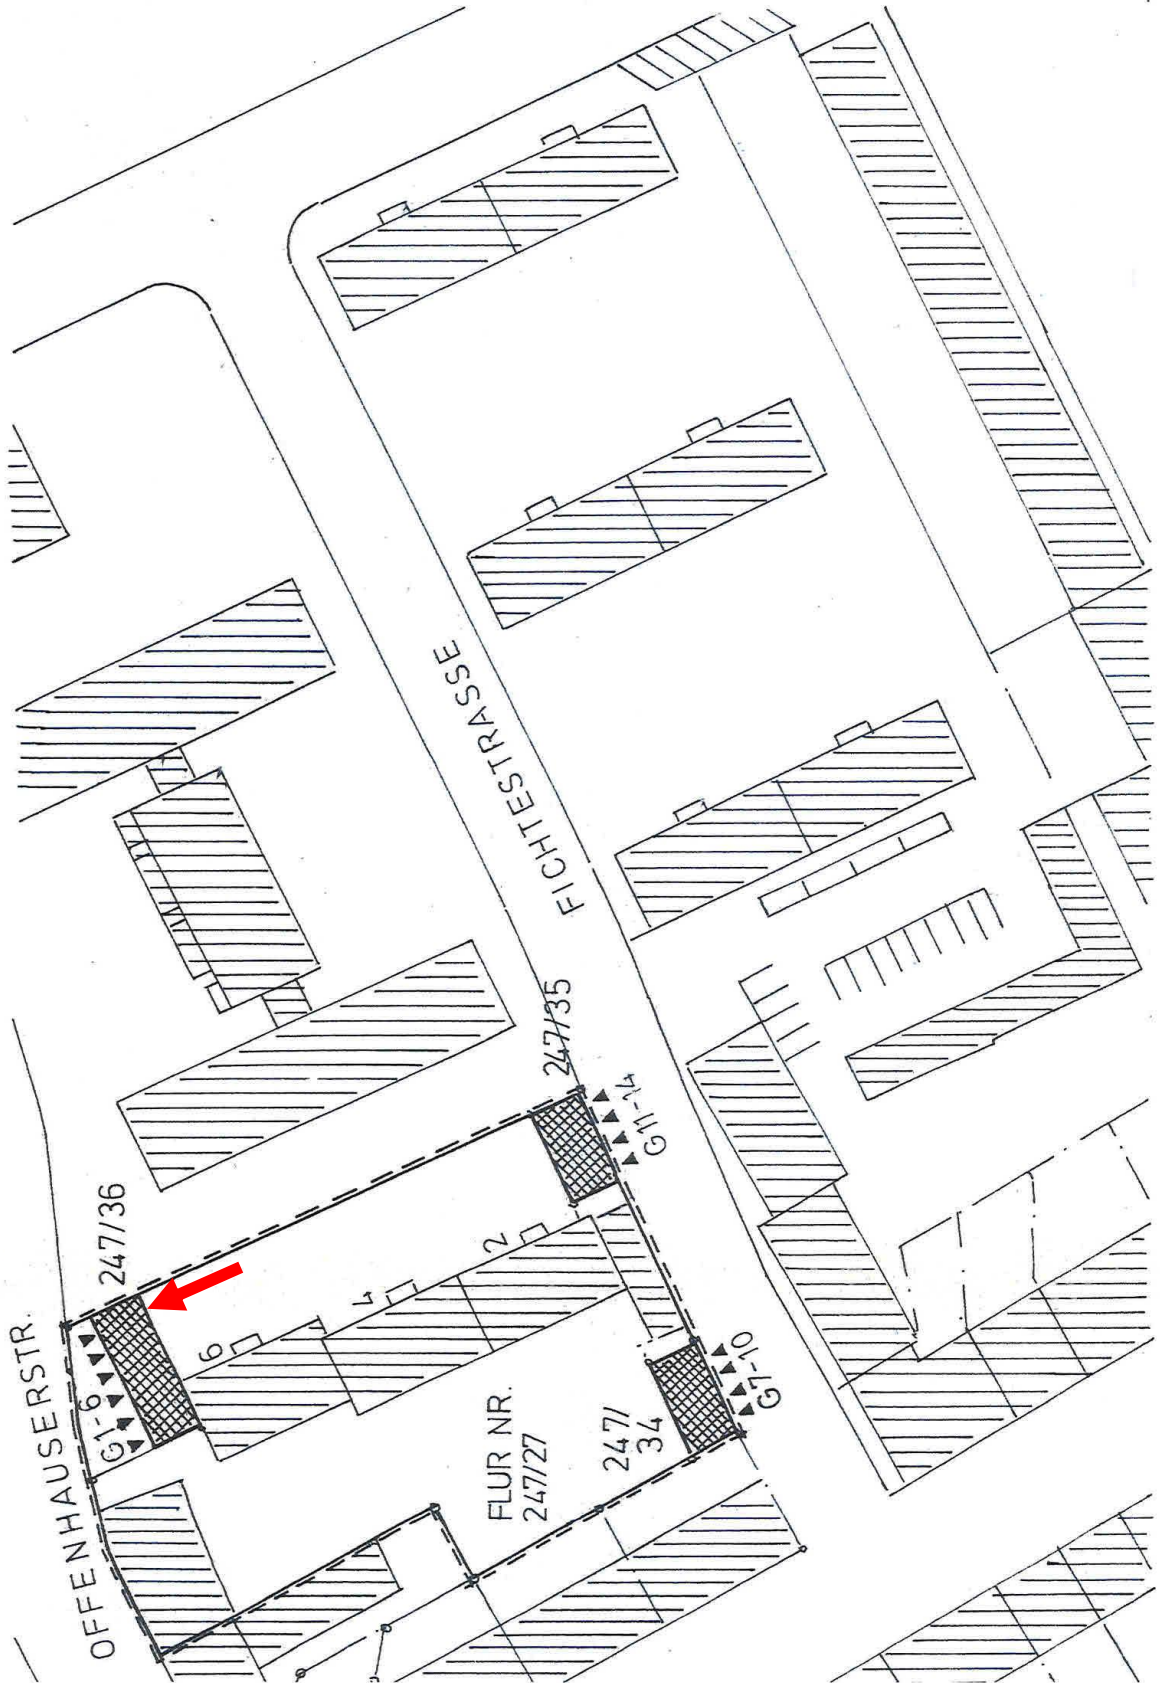 FICHTESTRASSE
247/35
G11-14
247/36
OFFENHAUSERSTR.
G1-6
6
4
2
FLUR NR.
247/27
247/
34
G7-10